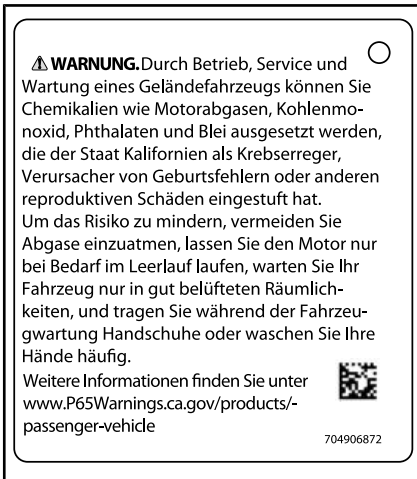 ⚠ WARNUNG. Durch Betrieb, Service und
Wartung eines Geländefahrzeugs können Sie
Chemikalien wie Motorabgasen, Kohlenmo-
noxid, Phthalaten und Blei ausgesetzt werden,
die der Staat Kalifornien als Krebserreger,
Verursacher von Geburtsfehlern oder anderen
reproduktiven Schäden eingestuft hat.
Um das Risiko zu mindern, vermeiden Sie
Abgase einzuatmen, lassen Sie den Motor nur
bei Bedarf im Leerlauf laufen, warten Sie Ihr
Fahrzeug nur in gut belüfteten Räumlich-
keiten, und tragen Sie während der Fahrzeu-
gwartung Handschuhe oder waschen Sie Ihre
Hände häufig.
Weitere Informationen finden Sie unter
www.P65Warnings.ca.gov/products/-
passenger-vehicle
704906872